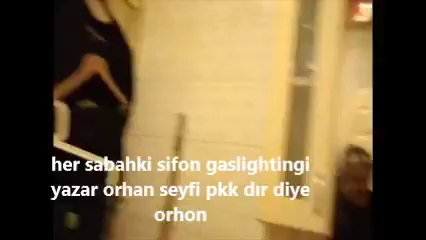 her sabahki sifon gaslightingi
yazar orhan seyfi pkk dır diye
orhon